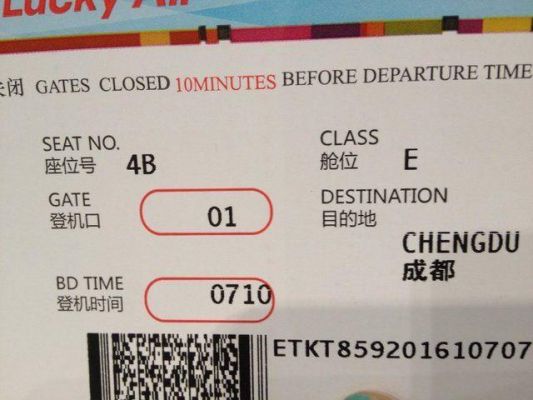 Lucky Air
闭 GATES CLOSED 10MINUTES BEFORE DEPARTURE TIME
SEAT NO.
座位号 4B
CLASS
舱位 E
GATE
登机口 01
DESTINATION
目的地
CHENGDU
成都
BD TIME
登机时间 0710
ETKT859201610707